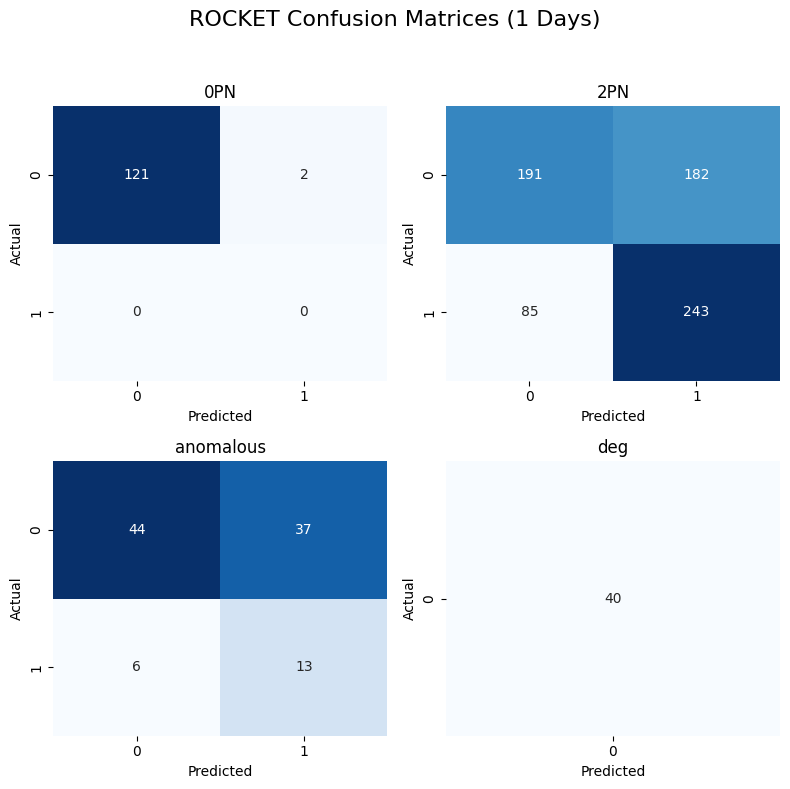 ROCKET Confusion Matrices (1 Days)
0PN
2PN
0
121
2
0
191
182
Actual
Actual
1
0
0
1
85
243
0
1
0
1
Predicted
Predicted
anomalous
deg
0
44
37
Actual
Actual
0
40
1
6
13
0
1
0
Predicted
Predicted